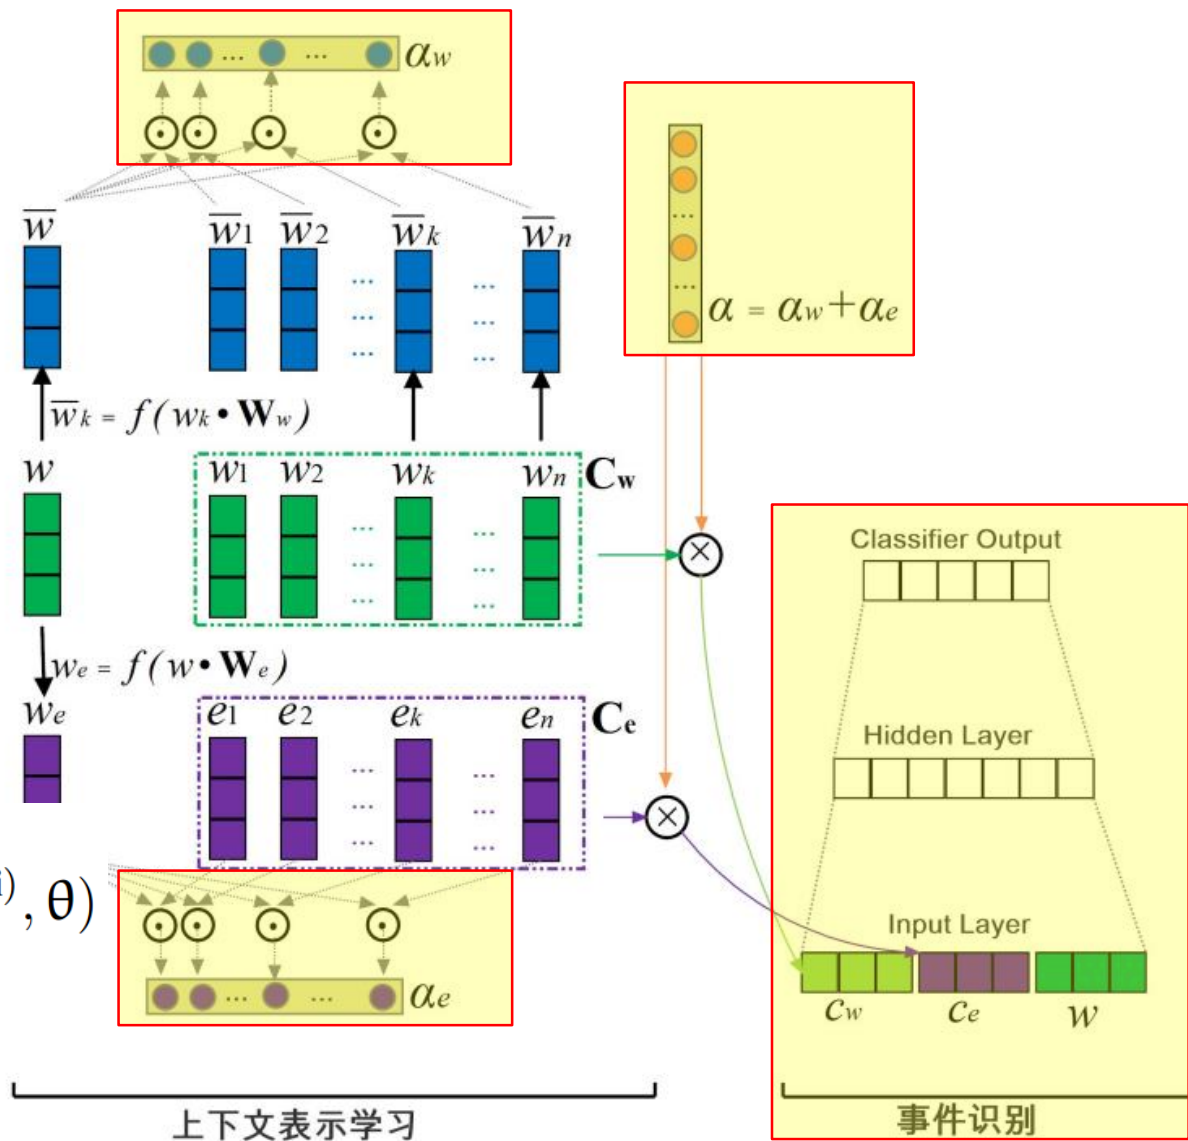 ... ... αw
w̅ w̅1 w̅2 w̅k w̅n
... ...
... ...
... ...
...
...
α = αw+αe
w̅k = f(wk • Ww)
w w1 w2 wk wn Cw
... ...
... ...
... ...
we = f(w • We)
we e1 e2 ek en Ce
... ...
... ...
... ...
i) , θ)
... ... αe
Classifier Output
Hidden Layer
Input Layer
cw ce w
上下文表示学习
事件识别